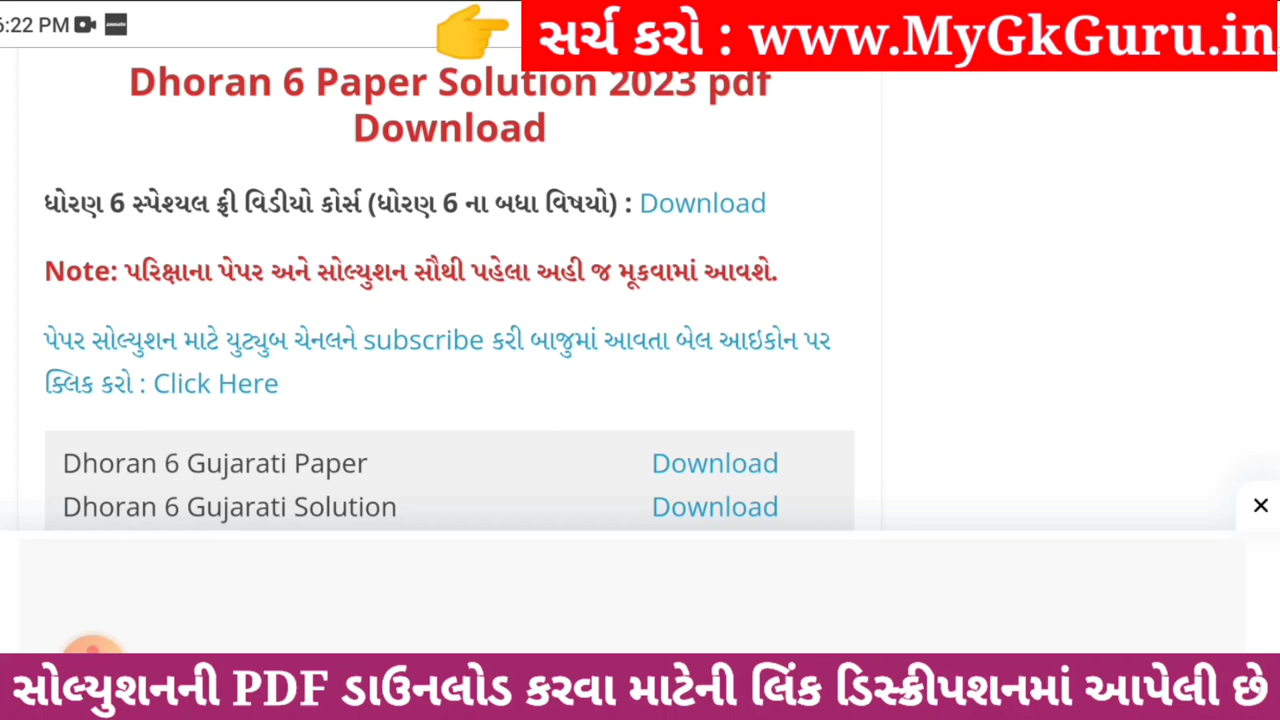 6:22 PM
સર્ચ કરો : www.MyGkGuru.in
Dhoran 6 Paper Solution 2023 pdf
Download
ધોરણ 6 સ્પેશ્યલ ફ્રી વિડીયો કોર્સ (ધોરણ 6 ના બધા વિષયો) : Download
Note: પરિક્ષાના પેપર અને સોલ્યુશન સૌથી પહેલા અહી જ મૂકવામાં આવશે.
પેપર સોલ્યુશન માટે યુટ્યુબ ચેનલને subscribe કરી બાજુમાં આવતા બેલ આઇકોન પર
ક્લિક કરો : Click Here
Dhoran 6 Gujarati Paper Download
Dhoran 6 Gujarati Solution Download
સોલ્યુશનની PDF ડાઉનલોડ કરવા માટેની લિંક ડિસ્ક્રીપશનમાં આપેલી છે